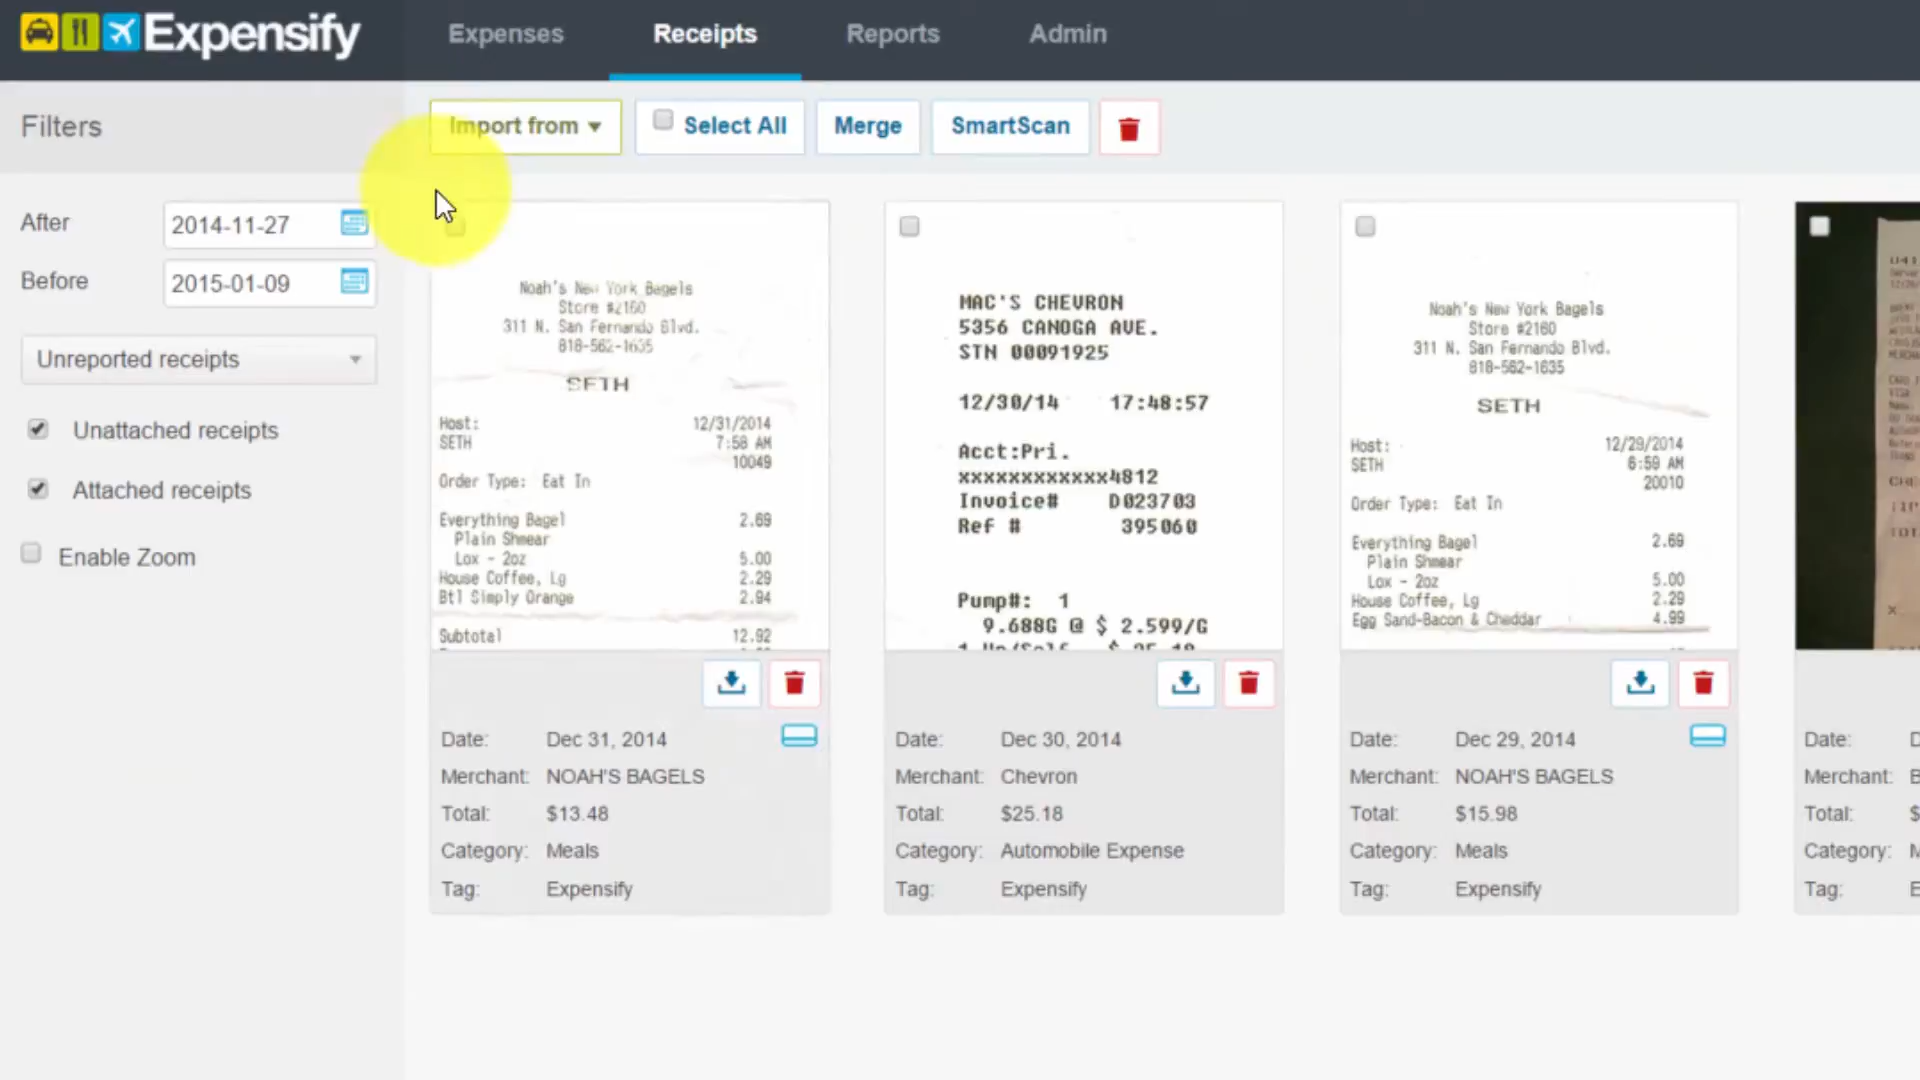 Expensify
Expenses
Receipts
Reports
Admin
Filters
Import from
Select All
Merge
SmartScan
After
2014-11-27
Before
2015-01-09
Unreported receipts
Unattached receipts
Attached receipts
Enable Zoom
Noah's New York Bagels
Store #2160
311 N. San Fernando Blvd.
818-562-1635
SETH
Host: 12/31/2014
SETH 7:58 AM
10049
Order Type: Eat In
Everything Bagel 2.69
Plain Shmear
Lox - 2oz 5.00
House Coffee, Lg 2.29
Btl Simply Orange 2.94
Subtotal 12.92
Date: Dec 31, 2014
Merchant: NOAH'S BAGELS
Total: $13.48
Category: Meals
Tag: Expensify
MAC'S CHEVRON
5356 CANOGA AVE.
STN 00091925
12/30/14 17:48:57
Acct:Pri.
xxxxxxxxxxxx4812
Invoice# D023703
Ref # 395060
Pump#: 1
9.688G @ $ 2.599/G
Date: Dec 30, 2014
Merchant: Chevron
Total: $25.18
Category: Automobile Expense
Tag: Expensify
Noah's New York Bagels
Store #2160
311 N. San Fernando Blvd.
818-562-1635
SETH
Host: 12/29/2014
SETH 6:59 AM
20010
Order Type: Eat In
Everything Bagel 2.69
Plain Shmear
Lox - 2oz 5.00
House Coffee, Lg 2.29
Egg Sand-Bacon & Cheddar 4.99
Date: Dec 29, 2014
Merchant: NOAH'S BAGELS
Total: $15.98
Category: Meals
Tag: Expensify
Date:
Merchant:
Total: $
Category:
Tag: